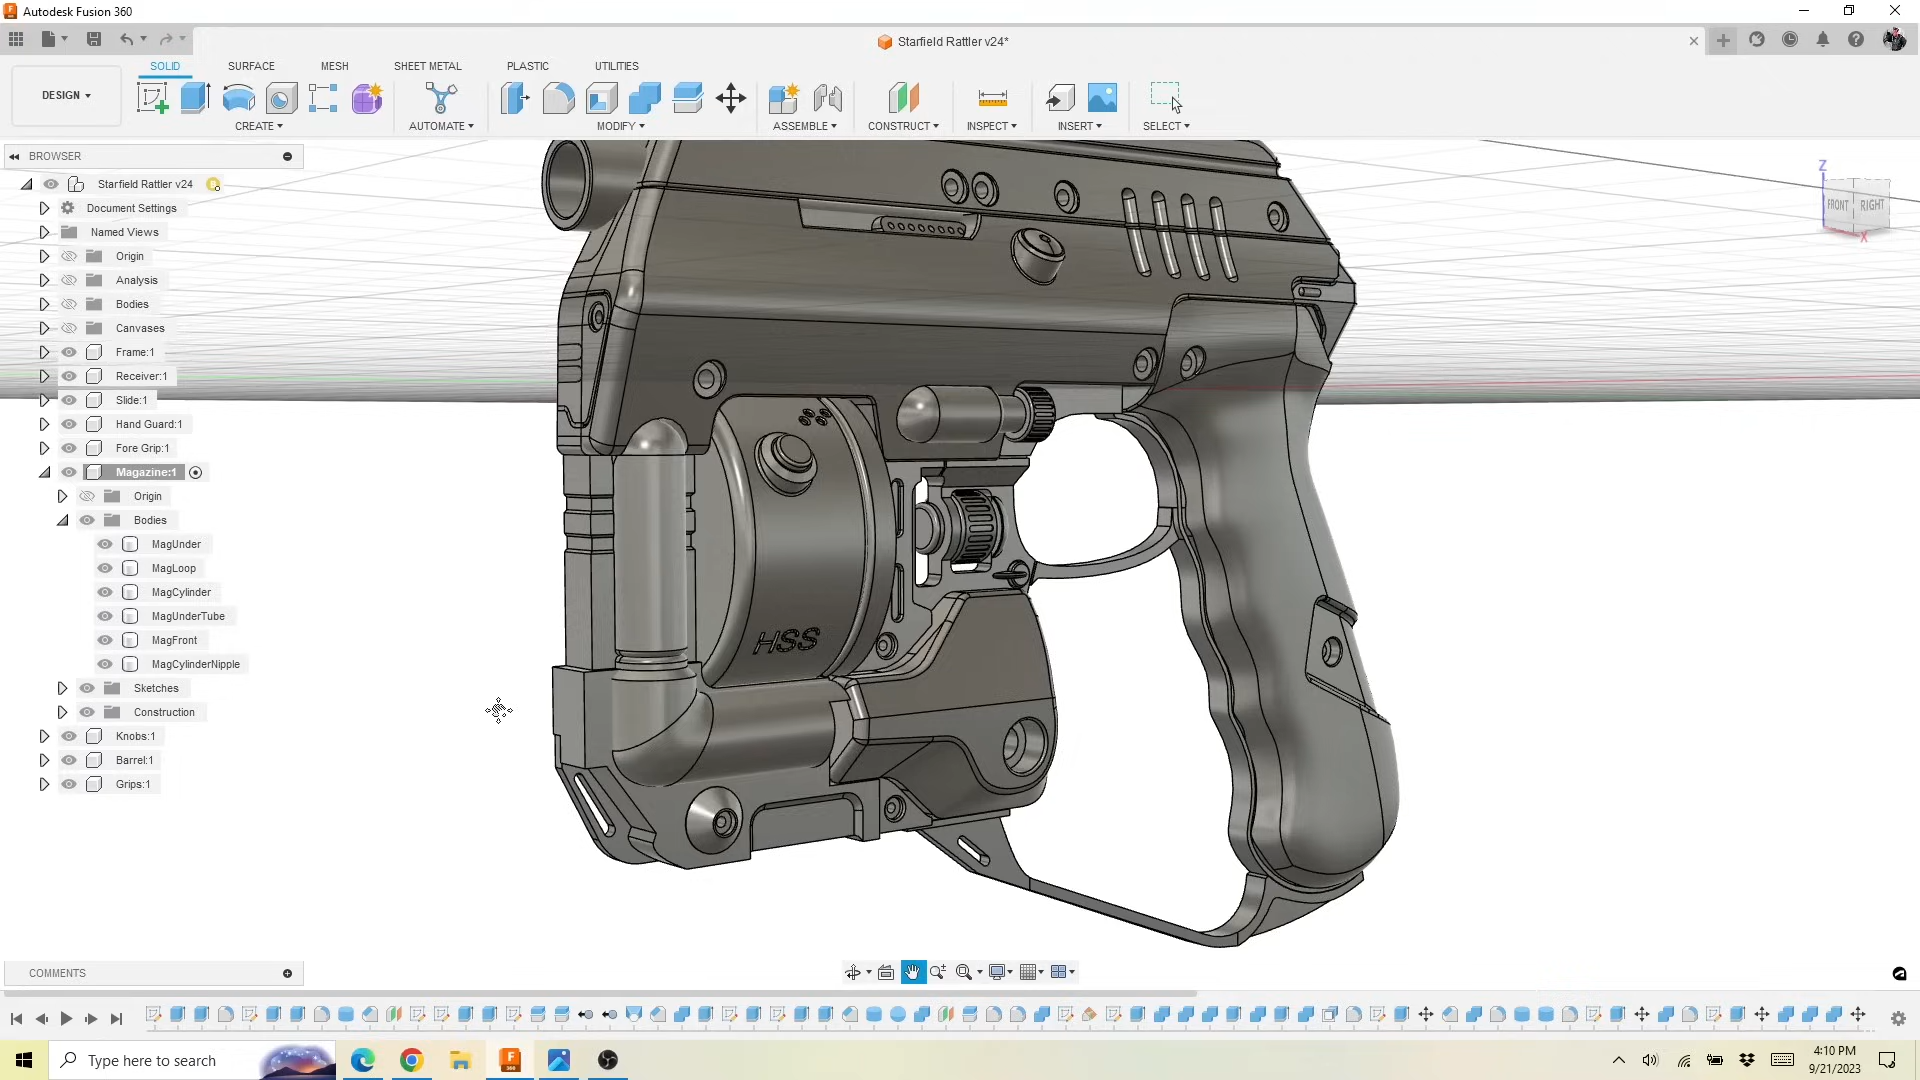 Autodesk Fusion 360
Starfield Rattler v24*
DESIGN
SOLID SURFACE MESH SHEET METAL PLASTIC UTILITIES
CREATE AUTOMATE MODIFY ASSEMBLE CONSTRUCT INSPECT INSERT SELECT
BROWSER
Starfield Rattler v24
Document Settings
Named Views
Origin
Analysis
Bodies
Canvases
Frame:1
Receiver:1
Slide:1
Hand Guard:1
Fore Grip:1
Magazine:1
Origin
Bodies
MagUnder
MagLoop
MagCylinder
MagUnderTube
MagFront
MagCylinderNipple
Sketches
Construction
Knobs:1
Barrel:1
Grips:1
Z
FRONT RIGHT
X
HSS
COMMENTS
Type here to search
4:10 PM
9/21/2023